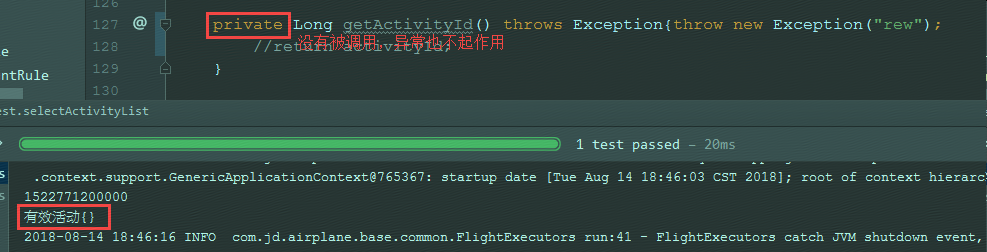 127 @ private Long getActivityId() throws Exception{throw new Exception("rew");
128 //return activityId;
没有被调用，异常也不起作用
129 }
130
ntRule
est.selectActivityList
1 test passed – 20ms
.context.support.GenericApplicationContext@765367: startup date [Tue Aug 14 18:46:03 CST 2018]; root of context hierarc
1522771200000
有效活动{}
2018-08-14 18:46:16 INFO com.jd.airplane.base.common.FlightExecutors run:41 - FlightExecutors catch JVM shutdown event,